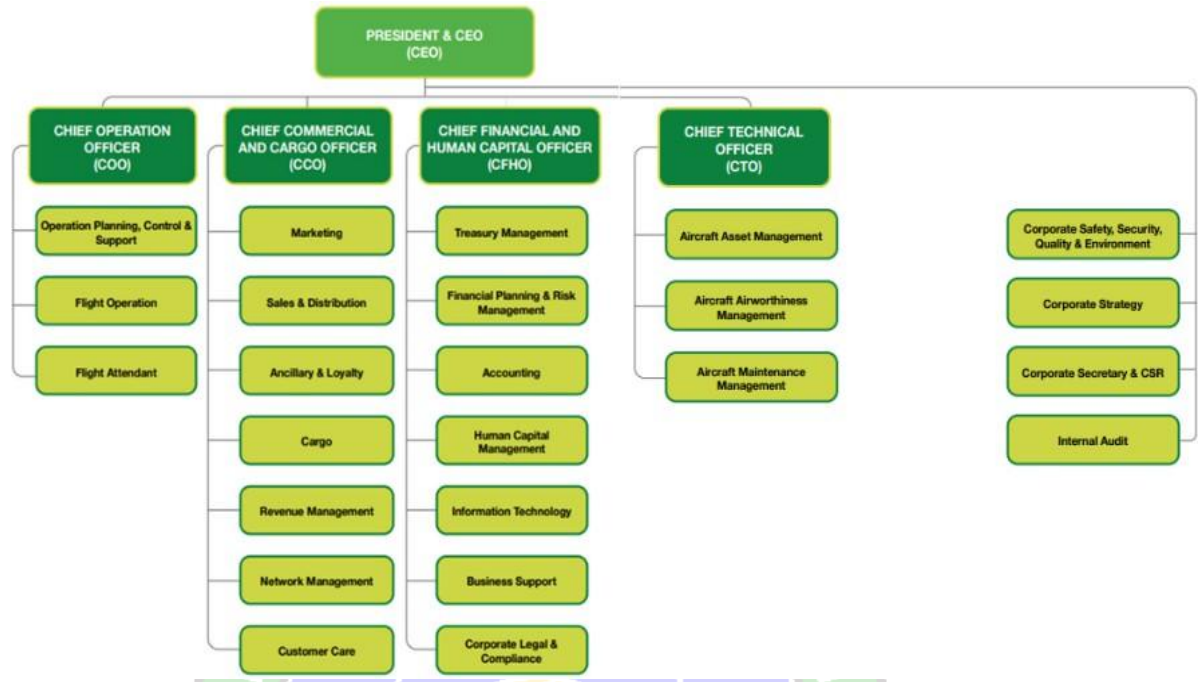 PRESIDENT & CEO
(CEO)
CHIEF OPERATION
OFFICER
(COO)
Operation Planning, Control &
Support
Flight Operation
Flight Attendant
CHIEF COMMERCIAL
AND CARGO OFFICER
(CCO)
Marketing
Sales & Distribution
Ancillary & Loyalty
Cargo
Revenue Management
Network Management
Customer Care
CHIEF FINANCIAL AND
HUMAN CAPITAL OFFICER
(CFHO)
Treasury Management
Financial Planning & Risk
Management
Accounting
Human Capital
Management
Information Technology
Business Support
Corporate Legal &
Compliance
CHIEF TECHNICAL
OFFICER
(CTO)
Aircraft Asset Management
Aircraft Airworthiness
Management
Aircraft Maintenance
Management
Corporate Safety, Security,
Quality & Environment
Corporate Strategy
Corporate Secretary & CSR
Internal Audit